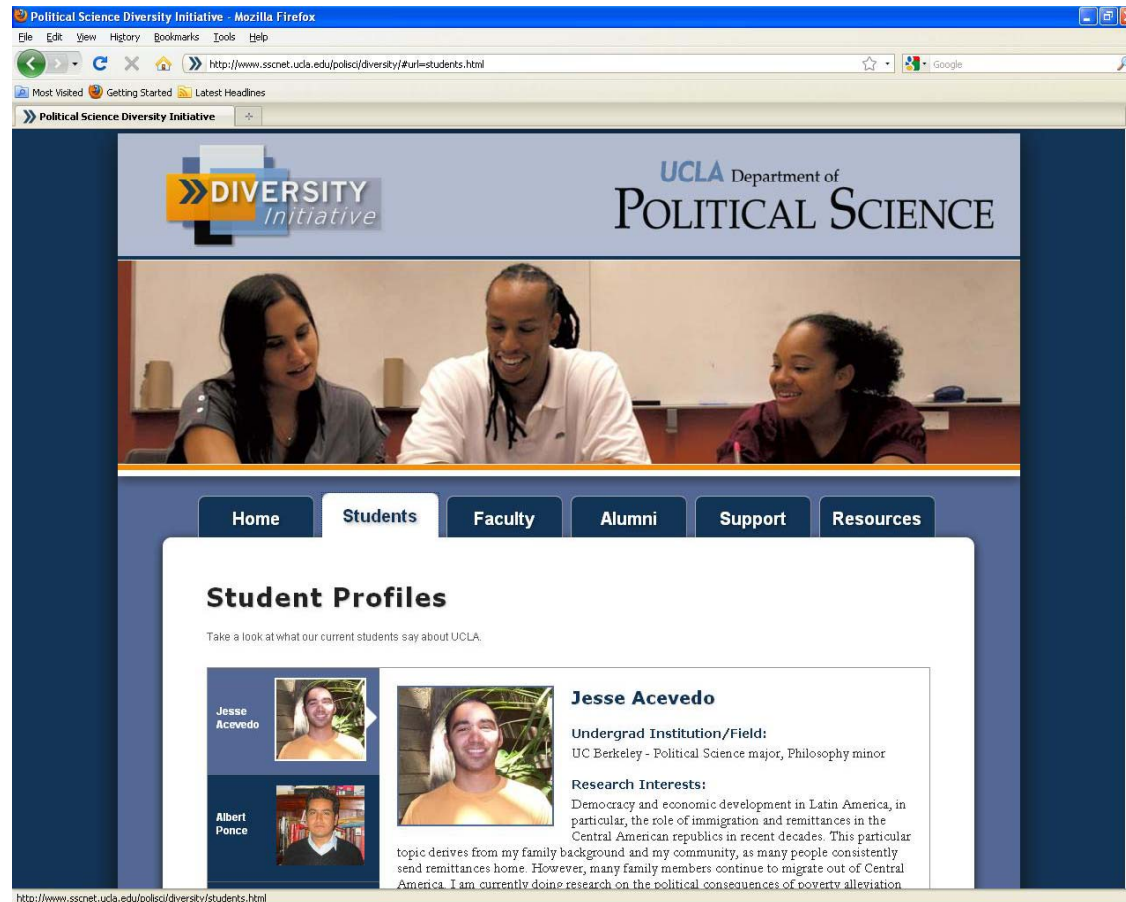 Political Science Diversity Initiative - Mozilla Firefox
File Edit View History Bookmarks Tools Help
http://www.sscnet.ucla.edu/polisci/diversity/#url=students.html
Google
Most Visited Getting Started Latest Headlines
Political Science Diversity Initiative
DIVERSITY
Initiative
UCLA Department of
POLITICAL SCIENCE
Home Students Faculty Alumni Support Resources
Student Profiles
Take a look at what our current students say about UCLA.
Jesse
Acevedo
Albert
Ponce
Jesse Acevedo
Undergrad Institution/Field:
UC Berkeley - Political Science major, Philosophy minor
Research Interests:
Democracy and economic development in Latin America, in
particular, the role of immigration and remittances in the
Central American republics in recent decades. This particular
topic derives from my family background and my community, as many people consistently
send remittances home. However, many family members continue to migrate out of Central
America. I am currently doing research on the political consequences of poverty alleviation
http://www.sscnet.ucla.edu/polisci/diversity/students.html